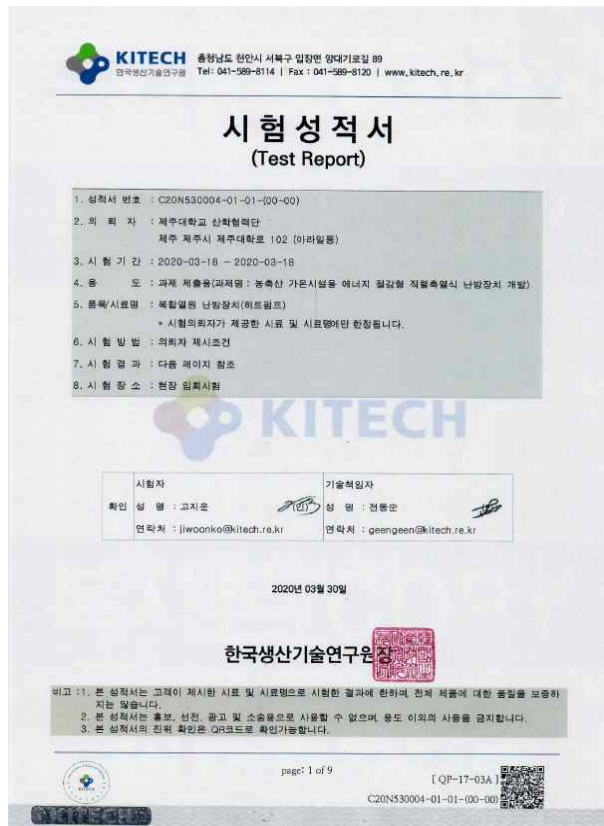 KITECH
한국생산기술연구원
충청남도 천안시 서북구 입장면 양대기로길 89
Tel: 041-589-8114 | Fax : 041-589-8120 | www.kitech.re.kr
시험성적서
(Test Report)
1. 성적서 번호 : C20N530004-01-01-(00-00)
2. 의 뢰 자 : 제주대학교 산학협력단
제주 제주시 제주대학로 102 (아라일동)
3. 시 험 기 간 : 2020-03-18 - 2020-03-18
4. 용 도 : 과제 제출용(과제명 : 농축산 가온시설용 에너지 절감형 직렬축열식 난방장치 개발)
5. 품목/시료명 : 복합열원 난방장치(히트펌프)
* 시험의뢰자가 제공한 시료 및 시료명에만 한정됩니다.
6. 시 험 방 법 : 의뢰자 제시조건
7. 시 험 결 과 : 다음 페이지 참조
8. 시 험 장 소 : 현장 입회시험
KITECH
확인
시험자
성 명 : 고지운
연락처 : jiwoonko@kitech.re.kr
기술책임자
성 명 : 전동순
연락처 : geengeen@kitech.re.kr
2020년 03월 30일
한국생산기술연구원장
비고 :1. 본 성적서는 고객이 제시한 시료 및 시료명으로 시험한 결과에 한하며, 전체 제품에 대한 품질을 보증하
지는 않습니다.
2. 본 성적서는 홍보, 선전, 광고 및 소송용으로 사용할 수 없으며, 용도 이외의 사용을 금지합니다.
3. 본 성적서의 진위 확인은 QR코드로 확인가능합니다.
page: 1 of 9
[ QP-17-03A ]
C20N530004-01-01-(00-00)
KITECH